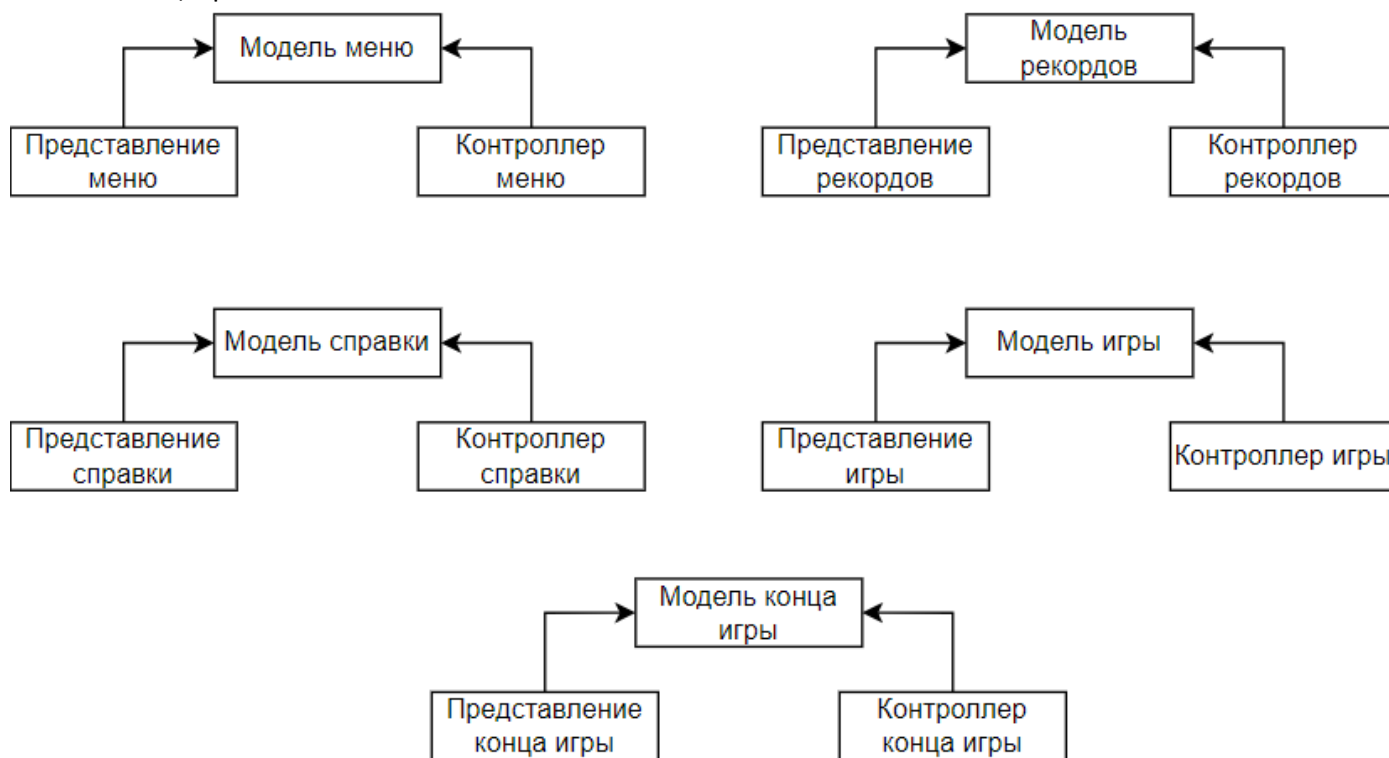 Модель меню
Представление
меню
Контроллер
меню
Модель
рекордов
Представление
рекордов
Контроллер
рекордов
Модель справки
Представление
справки
Контроллер
справки
Модель игры
Представление
игры
Контроллер игры
Модель конца
игры
Представление
конца игры
Контроллер
конца игры